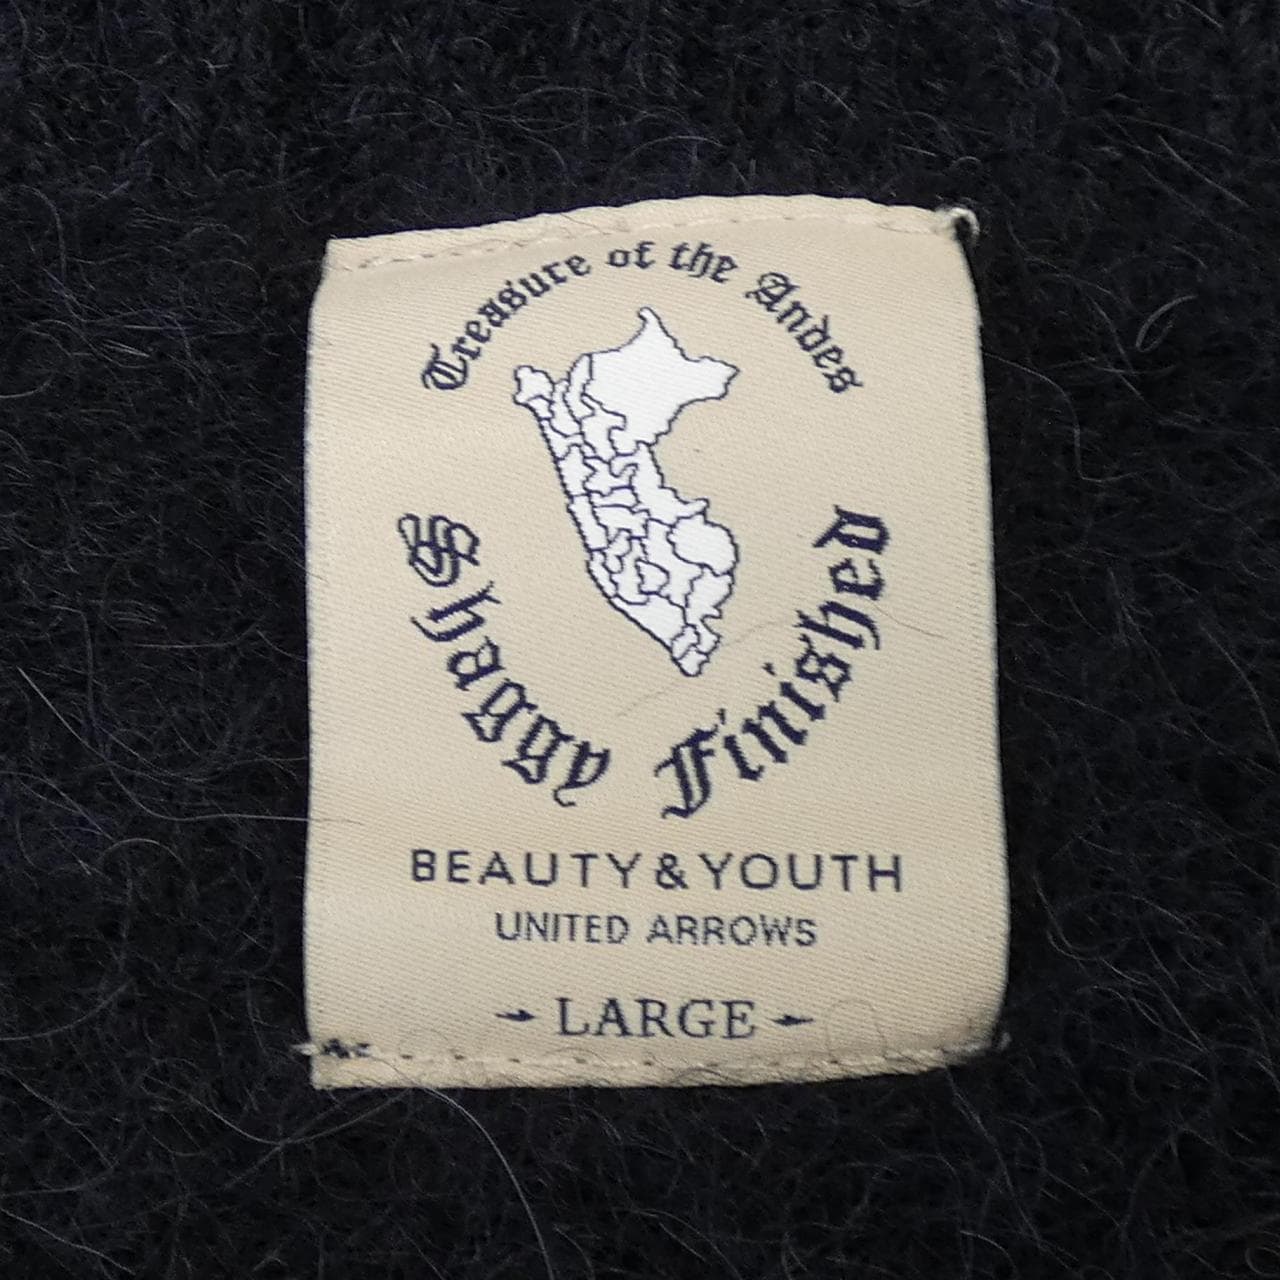 Treasure of the Andes
Shaggy Finished
BEAUTY&YOUTH
UNITED ARROWS
LARGE